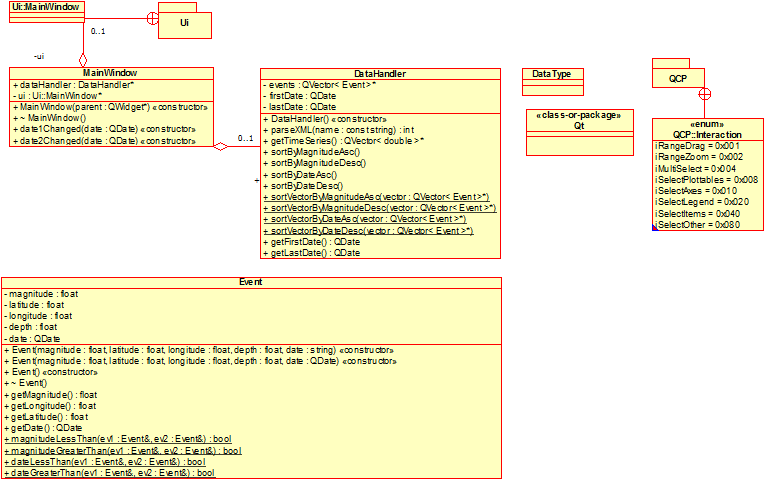 Ui::MainWindow
Ui
0..1
-ui
MainWindow
+ dataHandler : DataHandler*
- ui : Ui::MainWindow*
+ MainWindow(parent : QWidget*) «constructor»
+ ~ MainWindow()
+ date1Changed(date : QDate) «constructor»
+ date2Changed(date : QDate) «constructor»
0..1
+
DataHandler
- events : QVector< Event>*
- firstDate : QDate
- lastDate : QDate
+ DataHandler() «constructor»
+ parseXML(name : const string) : int
+ getTimeSeries() : QVector< double>*
+ sortByMagnitudeAsc()
+ sortByMagnitudeDesc()
+ sortByDateAsc()
+ sortByDateDesc()
+ sortVectorByMagnitudeAsc(vector : QVector< Event>*)
+ sortVectorByMagnitudeDesc(vector : QVector< Event>*)
+ sortVectorByDateAsc(vector : QVector< Event>*)
+ sortVectorByDateDesc(vector : QVector< Event>*)
+ getFirstDate() : QDate
+ getLastDate() : QDate
DataType
«class-or-package»
Qt
QCP
«enum»
QCP::Interaction
iRangeDrag = 0x001
iRangeZoom = 0x002
iMultiSelect = 0x004
iSelectPlottables = 0x008
iSelectAxes = 0x010
iSelectLegend = 0x020
iSelectItems = 0x040
iSelectOther = 0x080
Event
- magnitude : float
- latitude : float
- longitude : float
- depth : float
- date : QDate
+ Event(magnitude : float, latitude : float, longitude : float, depth : float, date : string) «constructor»
+ Event(magnitude : float, latitude : float, longitude : float, depth : float, date : QDate) «constructor»
+ Event() «constructor»
+ ~ Event()
+ getMagnitude() : float
+ getLongitude() : float
+ getLatitude() : float
+ getDate() : QDate
+ magnitudeLessThan(ev1 : Event&, ev2 : Event&) : bool
+ magnitudeGreaterThan(ev1 : Event&, ev2 : Event&) : bool
+ dateLessThan(ev1 : Event&, ev2 : Event&) : bool
+ dateGreaterThan(ev1 : Event&, ev2 : Event&) : bool